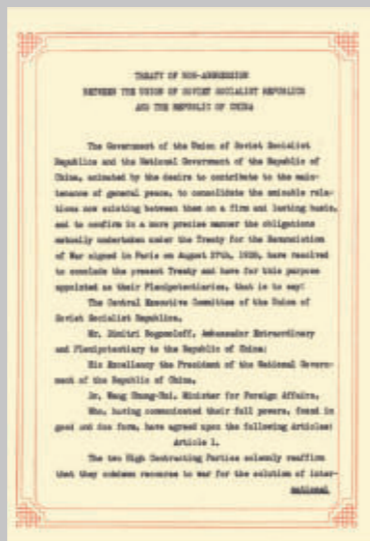 TREATY OF NON-AGGRESSION
BETWEEN THE UNION OF SOVIET SOCIALIST REPUBLICS
AND THE REPUBLIC OF CHINA
The Government of the Union of Soviet Socialist
Republics and the National Government of the Republic of
China, animated by the desire to contribute to the main-
tenance of general peace, to consolidate the amicable rela-
tions now existing between them on a firm and lasting basis,
and to confirm in a more precise manner the obligations
mutually undertaken under the Treaty for the Renunciation
of War signed in Paris on August 27th, 1928, have resolved
to conclude the present Treaty and have for this purpose
appointed as their Plenipotentiaries, that is to say:
The Central Executive Committee of the Union of
Soviet Socialist Republics,
Mr. Dimitri Bogomoloff, Ambassador Extraordinary
and Plenipotentiary to the Republic of China;
His Excellency the President of the National Govern-
ment of the Republic of China,
Dr. Wang Chung-Hui, Minister for Foreign Affairs,
Who, having communicated their full powers, found in
good and due form, have agreed upon the following Articles:
Article 1.
The two High Contracting Parties solemnly reaffirm
that they condemn recourse to war for the solution of inter-
national